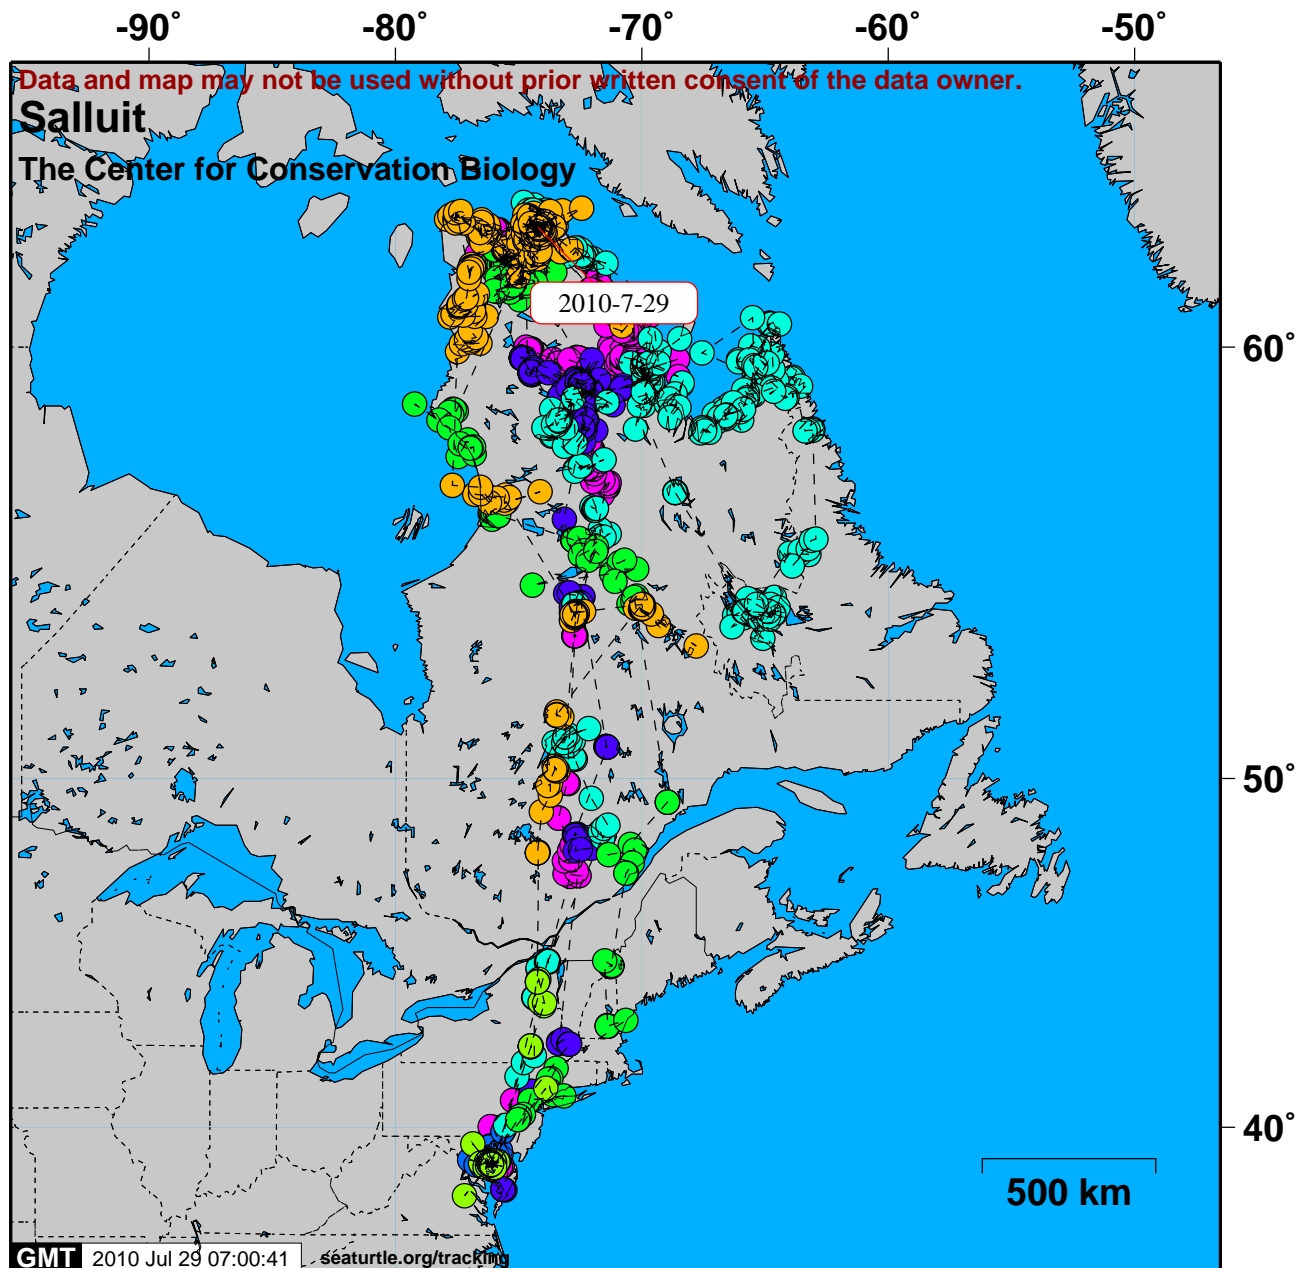 -90° -80° -70° -60° -50°
Data and map may not be used without prior written consent of the data owner.
Salluit
The Center for Conservation Biology
2010-7-29
60°
50°
40°
500 km
GMT 2010 Jul 29 07:00:41 seaturtle.org/tracking